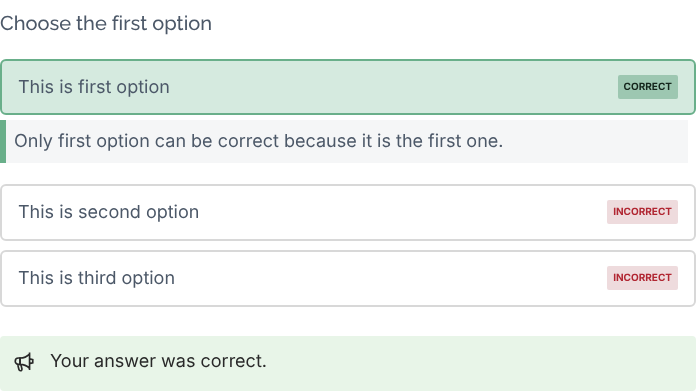 Choose the first option
This is first option
CORRECT
Only first option can be correct because it is the first one.
This is second option
INCORRECT
This is third option
INCORRECT
Your answer was correct.